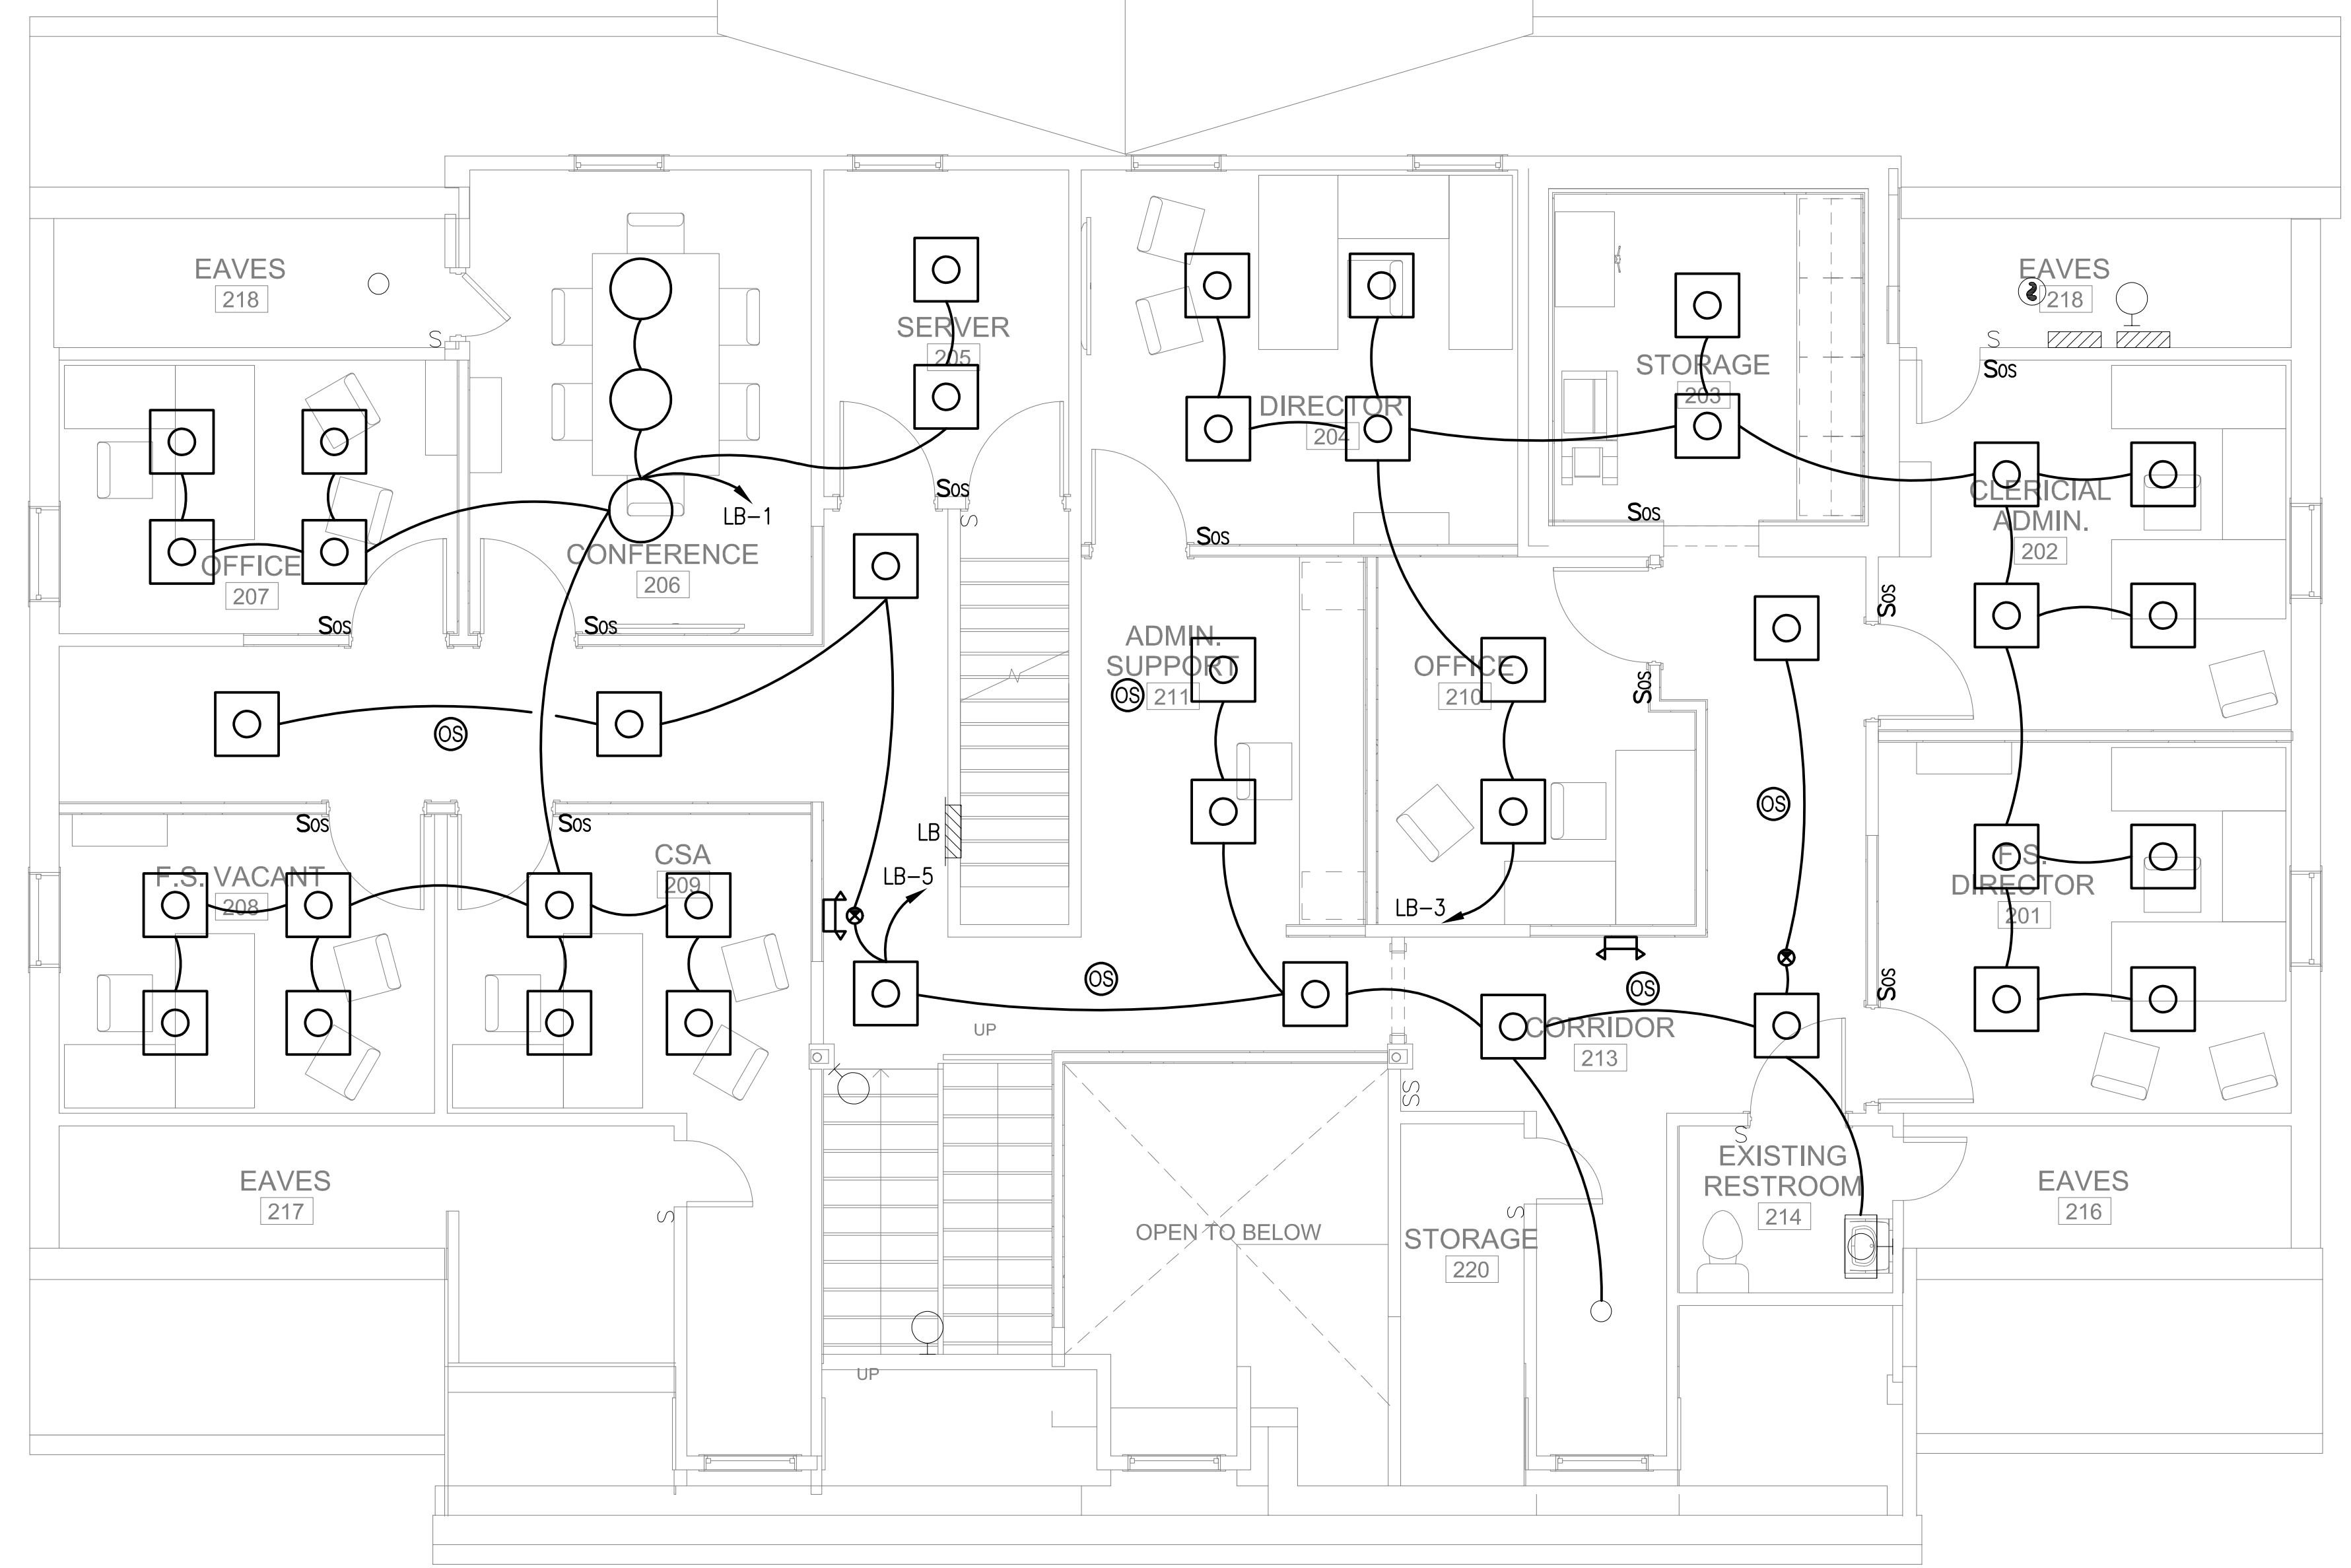 EAVES
218
EAVES
2
218
S
SERVER
205
S
Sos
STORAGE
203
DIRECTOR
204
Sos
LB-1
S
Sos
Sos
CLERICIAL
ADMIN.
202
OFFICE
207
CONFERENCE
206
Sos
Sos
Sos
ADMIN.
SUPPORT
211
OS
OFFICE
210
Sos
OS
OS
Sos
Sos
LB
CSA
209
F.S. VACANT
208
LB-5
LB-3
F.S.
DIRECTOR
201
OS
OS
Sos
UP
CORRIDOR
213
SS
S
EXISTING
RESTROOM
214
EAVES
217
S
S
OPEN TO BELOW
STORAGE
220
EAVES
216
UP